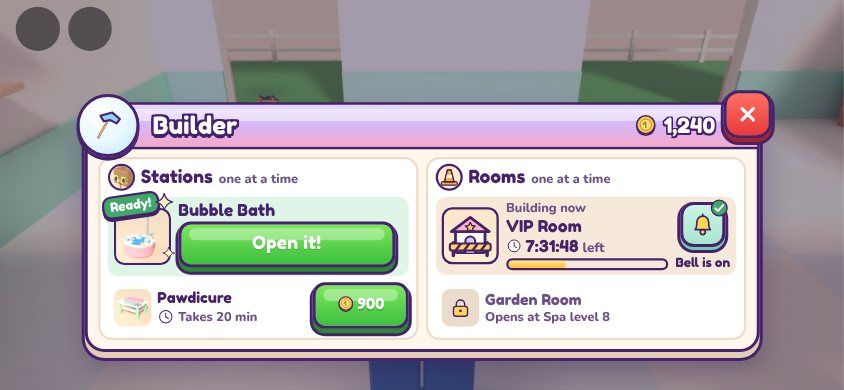 Builder
1,240
Stations one at a time
Ready!
Bubble Bath
Open it!
Pawdicure
Takes 20 min
900
Rooms one at a time
Building now
VIP Room
7:31:48 left
Bell is on
Garden Room
Opens at Spa level 8